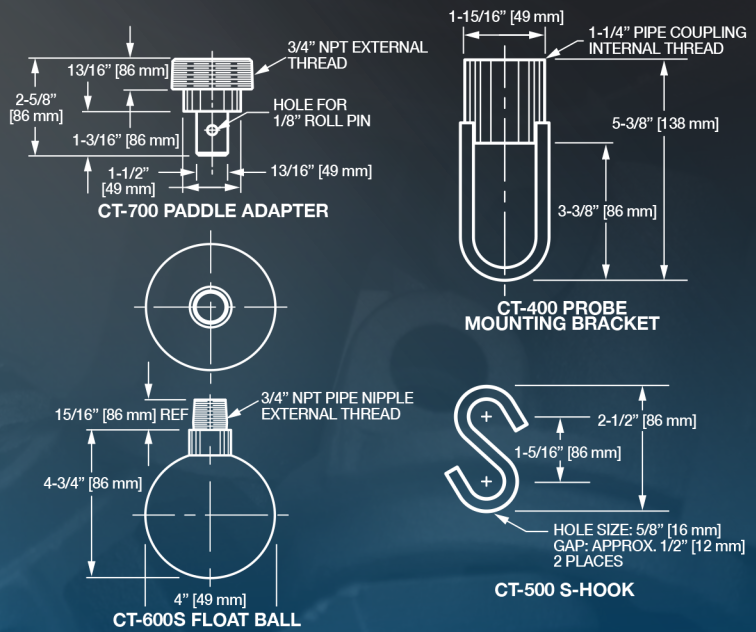 3/4” NPT EXTERNAL
THREAD
13/16” [86 mm]
2-5/8”
[86 mm]
HOLE FOR
1/8” ROLL PIN
1-3/16” [86 mm]
1-1/2”
[49 mm]
13/16” [49 mm]
CT-700 PADDLE ADAPTER
1-15/16” [49 mm]
1-1/4” PIPE COUPLING
INTERNAL THREAD
5-3/8” [138 mm]
3-3/8” [86 mm]
CT-400 PROBE
MOUNTING BRACKET
3/4” NPT PIPE NIPPLE
EXTERNAL THREAD
15/16” [86 mm] REF
4-3/4” [86 mm]
4” [49 mm]
CT-600S FLOAT BALL
2-1/2” [86 mm]
1-5/16” [86 mm]
HOLE SIZE: 5/8” [16 mm]
GAP: APPROX. 1/2” [12 mm]
2 PLACES
CT-500 S-HOOK